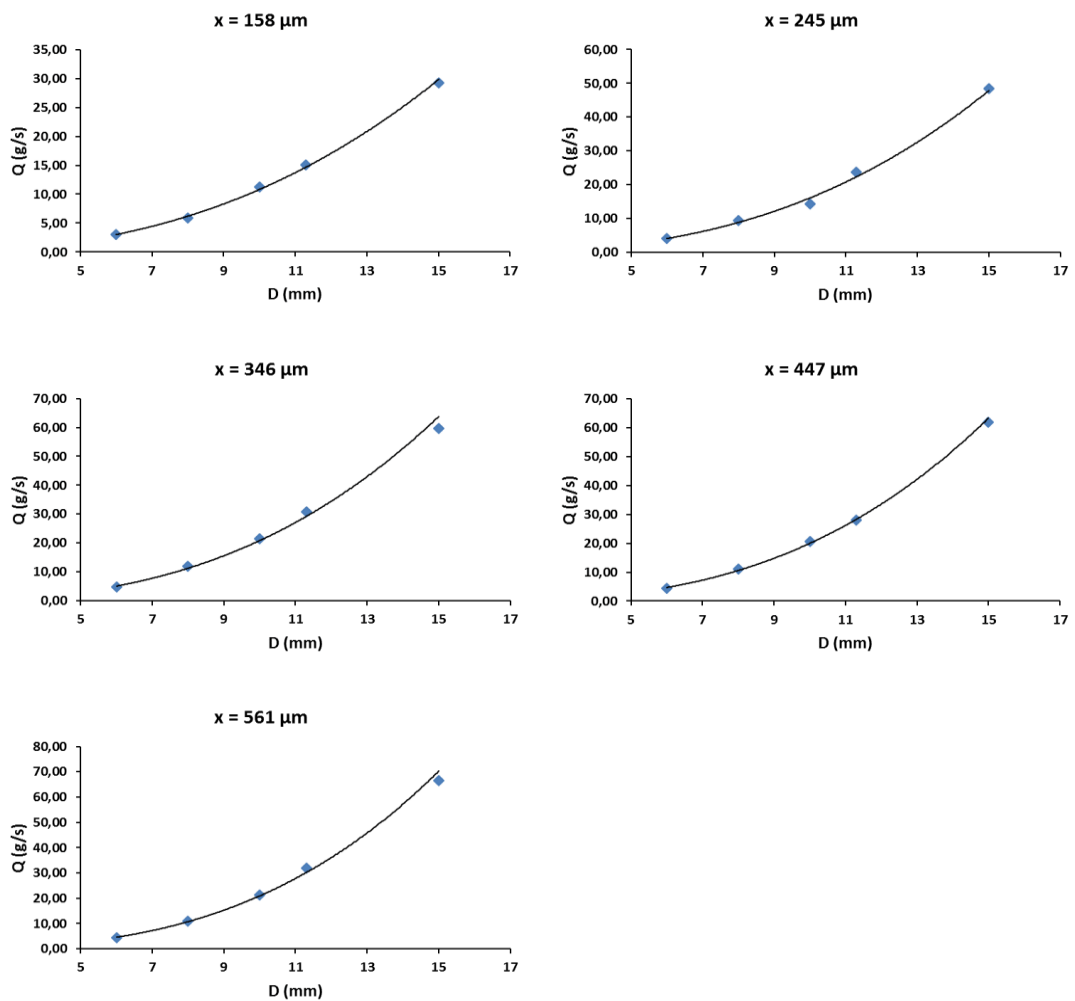 x = 158 µm
35,00
30,00
25,00
20,00
15,00
10,00
5,00
0,00
Q (g/s)
5 7 9 11 13 15 17
D (mm)
x = 245 µm
60,00
50,00
40,00
30,00
20,00
10,00
0,00
Q (g/s)
5 7 9 11 13 15 17
D (mm)
x = 346 µm
70,00
60,00
50,00
40,00
30,00
20,00
10,00
0,00
Q (g/s)
5 7 9 11 13 15 17
D (mm)
x = 447 µm
70,00
60,00
50,00
40,00
30,00
20,00
10,00
0,00
Q (g/s)
5 7 9 11 13 15 17
D (mm)
x = 561 µm
80,00
70,00
60,00
50,00
40,00
30,00
20,00
10,00
0,00
Q (g/s)
5 7 9 11 13 15 17
D (mm)